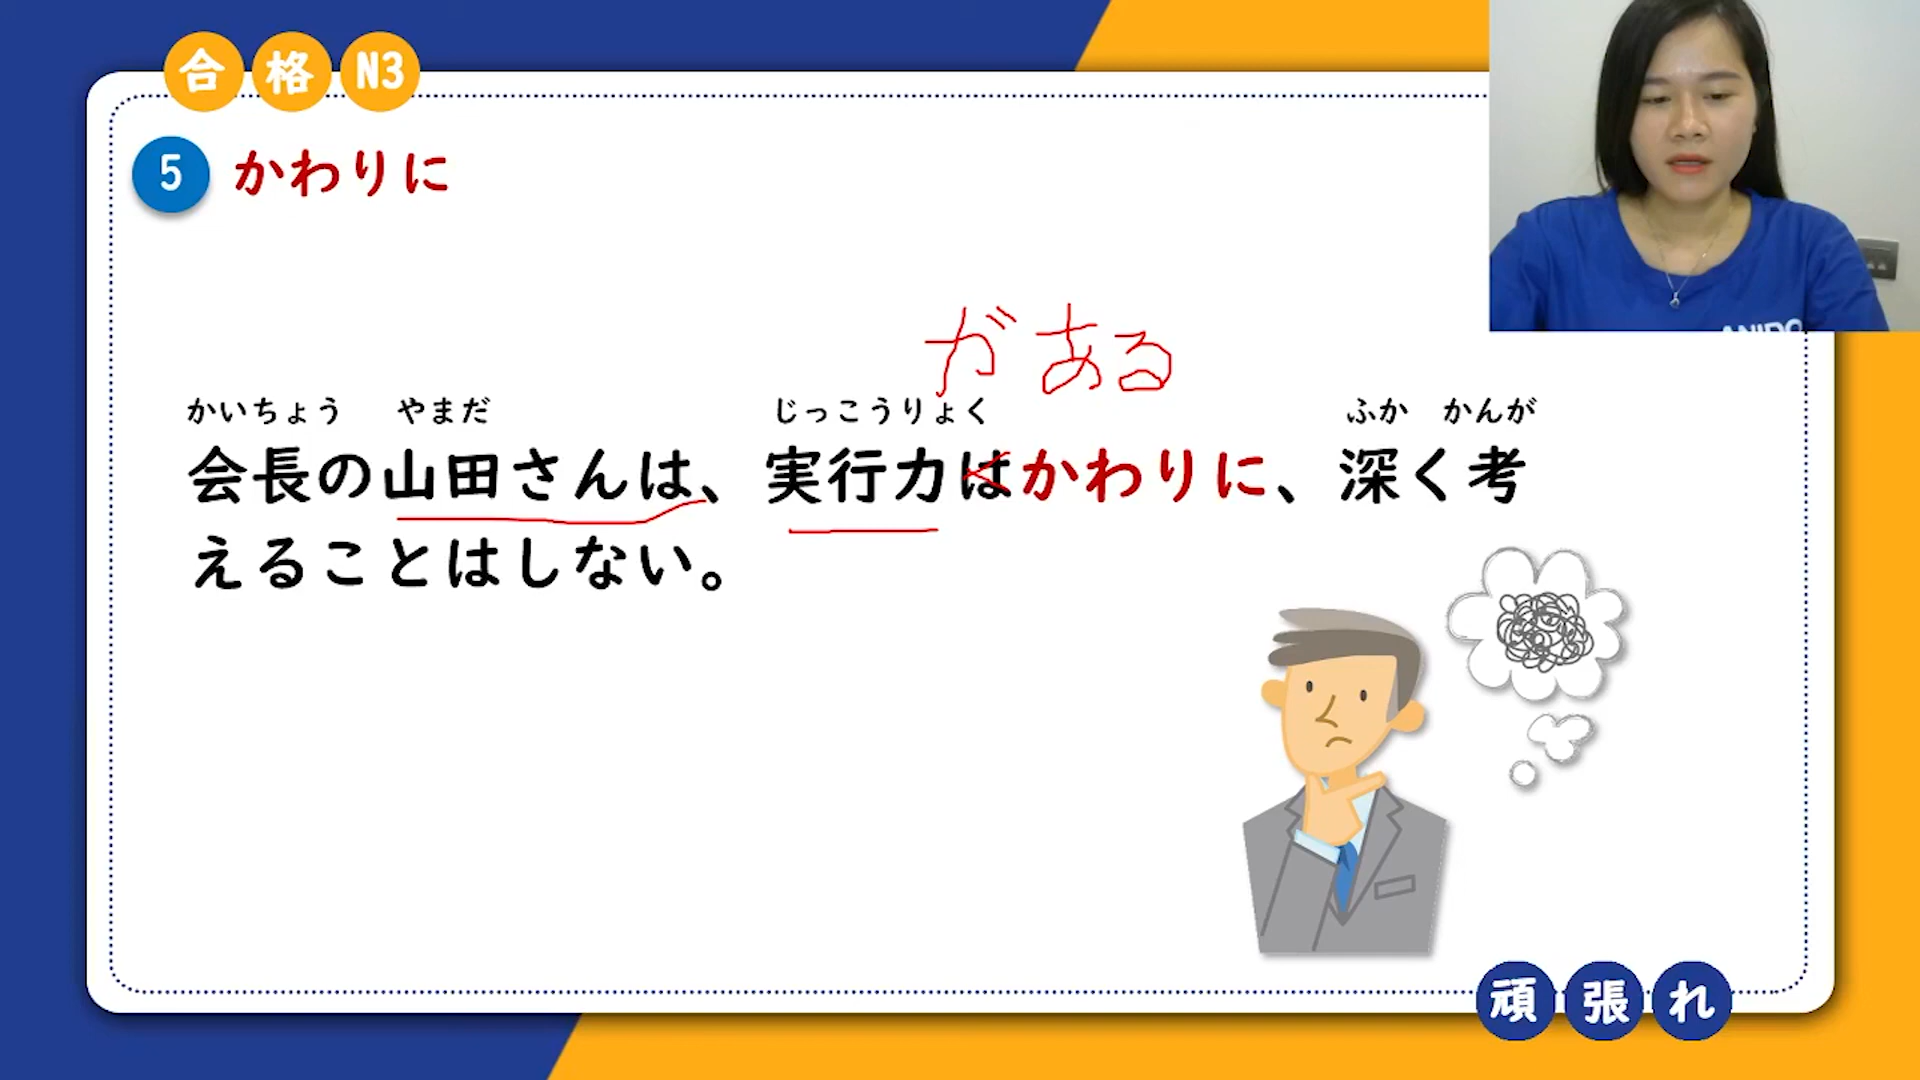 合格N3
5 かわりに
がある
かいちょう やまだ じっこうりょく ふか かんが
会長の山田さんは、実行力はかわりに、深く考
えることはしない。
頑張れ